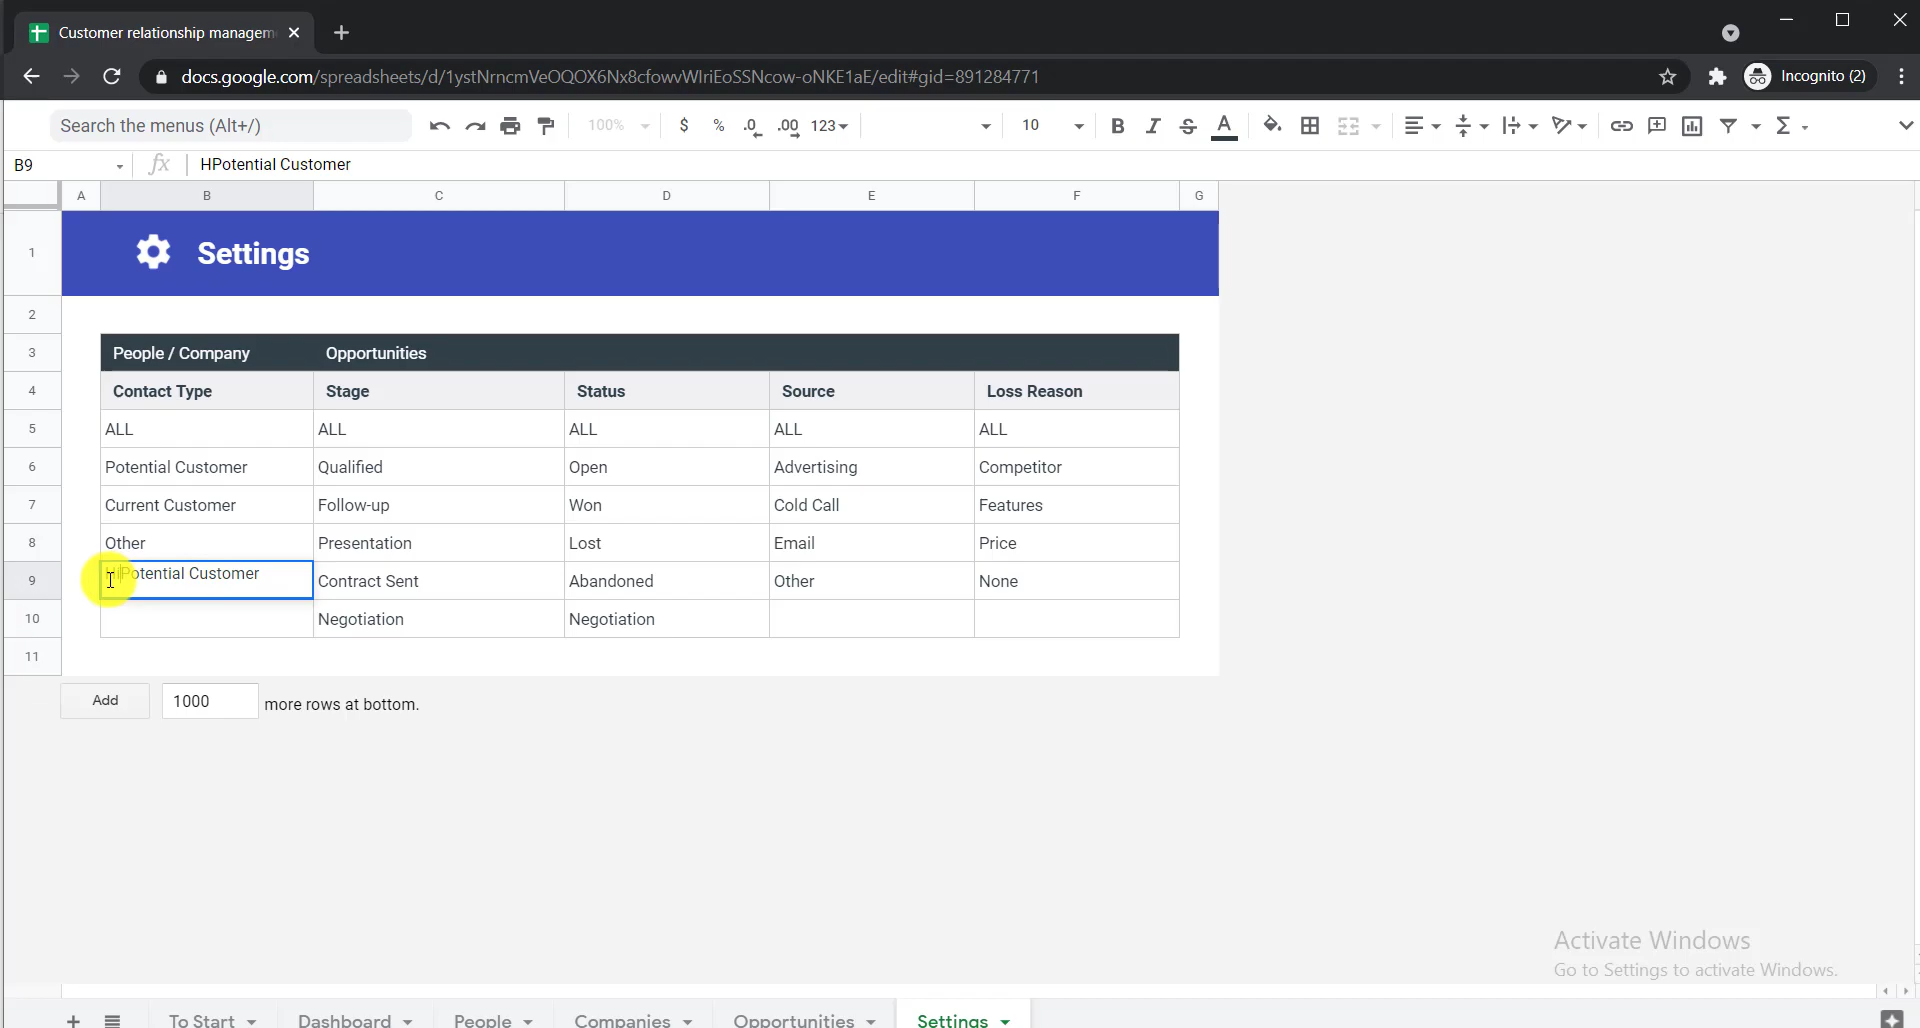 Customer relationship managem
docs.google.com/spreadsheets/d/1ystNrncmVeOQOX6Nx8cfowvWlriEoSSNcow-oNKE1aE/edit#gid=891284771
Incognito (2)
Search the menus (Alt+/)
100%
$ % .0 .00 123
10
B I S A
B9
fx
HPotential Customer
A B C D E F G
1 Settings
2
3 People / Company Opportunities
4 Contact Type Stage Status Source Loss Reason
5 ALL ALL ALL ALL ALL
6 Potential Customer Qualified Open Advertising Competitor
7 Current Customer Follow-up Won Cold Call Features
8 Other Presentation Lost Email Price
9 HiPotential Customer Contract Sent Abandoned Other None
10 Negotiation Negotiation
11
Add 1000 more rows at bottom.
Activate Windows
Go to Settings to activate Windows.
To Start Dashboard People Companies Opportunities Settings